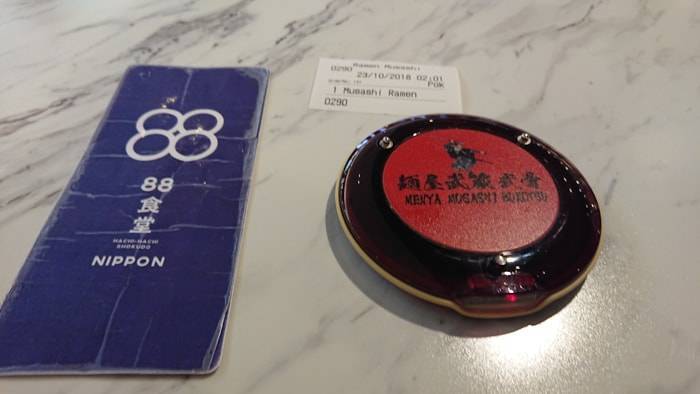 88
88
食
堂
HACHI-HACHI
SHOKUDO
NIPPON
0290 Ramen Musashi
23/10/2018 02:01
POK
1 Musashi Ramen
0290
麺屋武蔵武骨
MENYA MUSASHI BUKOTSU